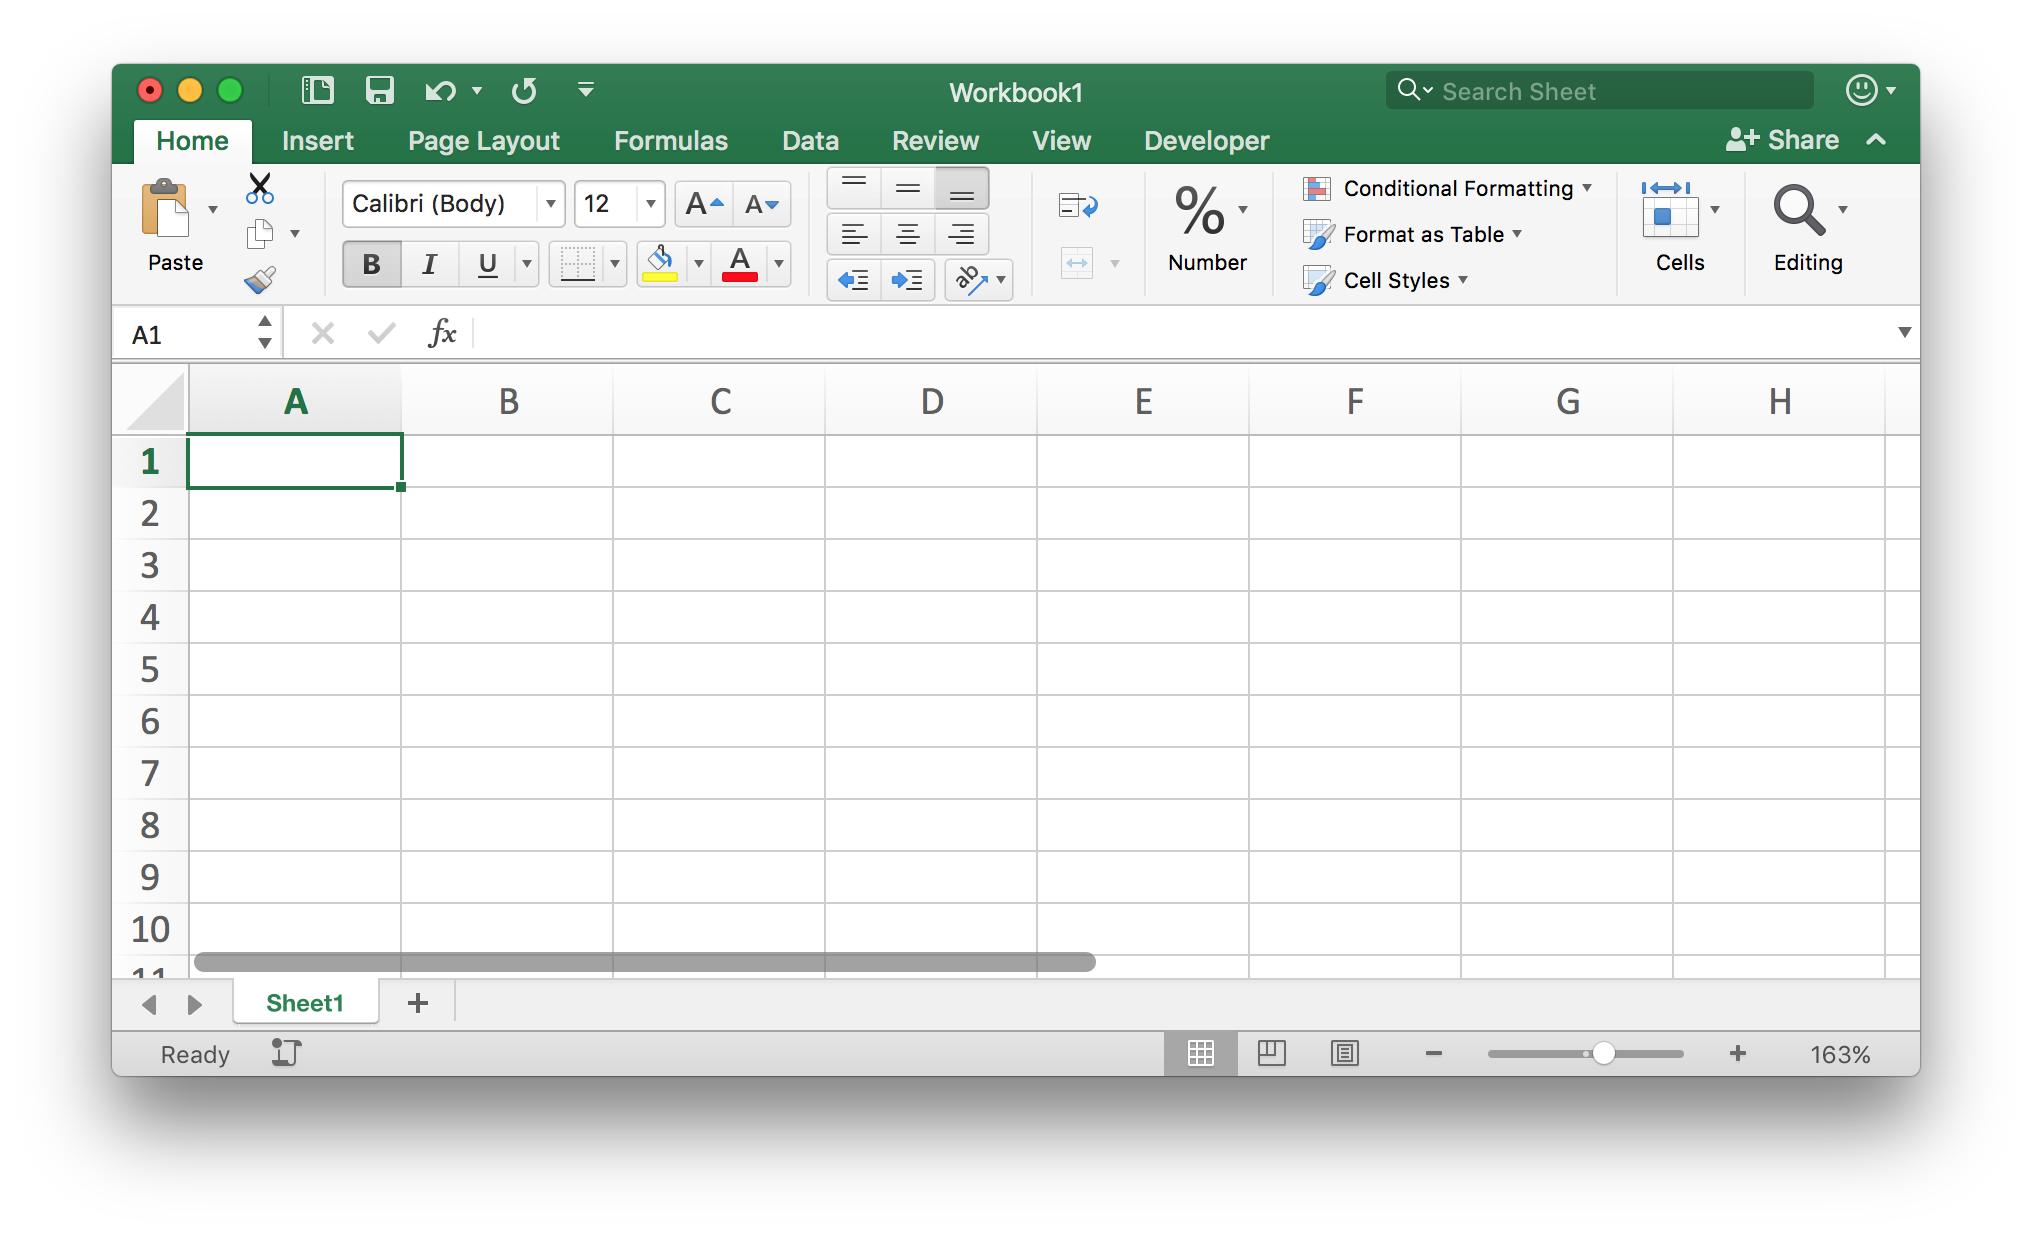 Workbook1
Search Sheet
Home Insert Page Layout Formulas Data Review View Developer Share
Calibri (Body) 12 A A
Conditional Formatting
Format as Table
Cell Styles
B I U A ab
% 
Paste Number Cells Editing
A1 fx
A B C D E F G H
1
2
3
4
5
6
7
8
9
10
11
Sheet1 +
Ready 163%